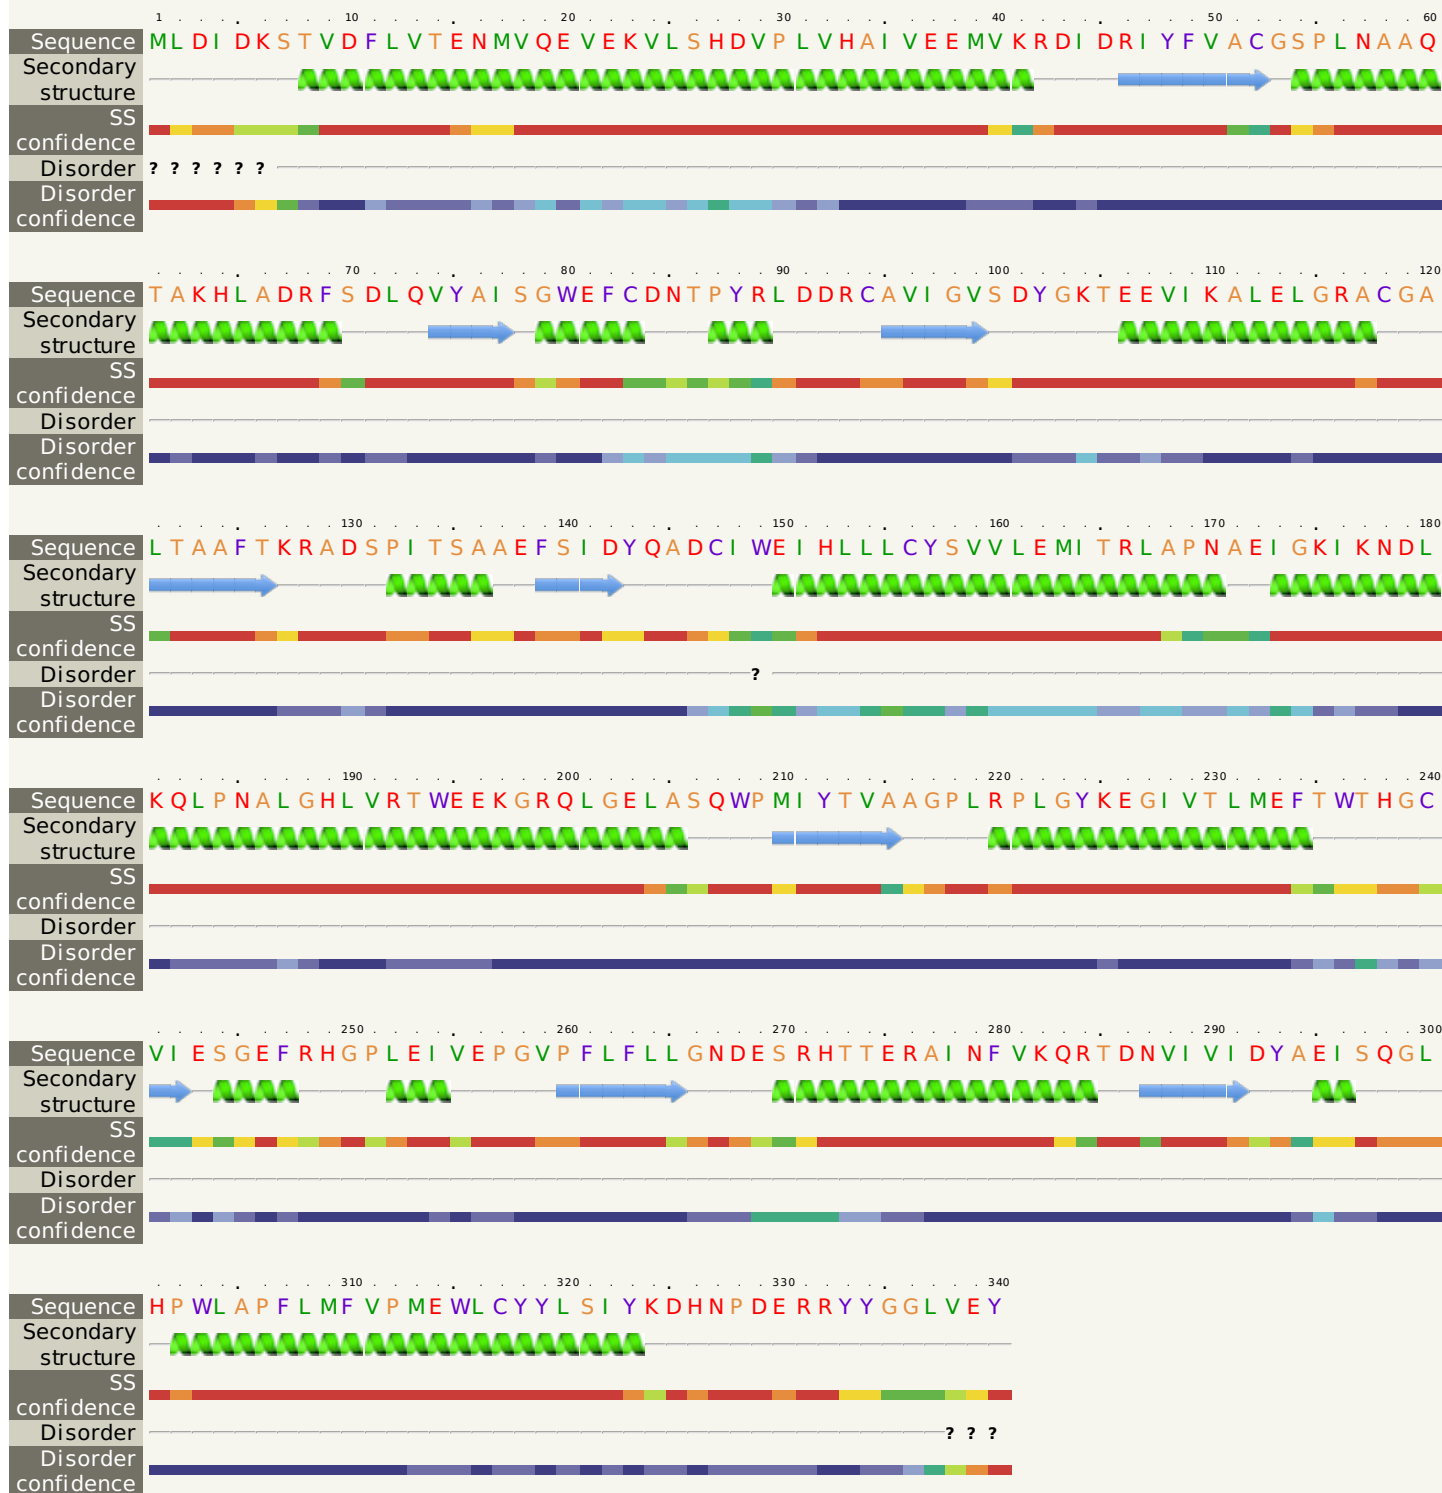 1 10 20 30 40 50 60
Sequence MLDIDKSTVDFLVTENMVQEVEKVLSHDVPLVHAIVEEMVKRDIDRIYFVACGSPLNAAQ
Secondary
structure
SS
confidence
Disorder ? ? ? ? ? ?
Disorder
confidence
70 80 90 100 110 120
Sequence TAKHLADRFSDLQVYAISGWEFCDNTPYRLDDRCAVIGVSDYGKTEEVIKALELGRACGA
Secondary
structure
SS
confidence
Disorder
Disorder
confidence
130 140 150 160 170 180
Sequence LTAAFTKRADSPITSAAEFSIDYQADCIWEIHLLLCYSVVLEMITRLAPNAEIGKIKNDL
Secondary
structure
SS
confidence
Disorder ?
Disorder
confidence
190 200 210 220 230 240
Sequence KQLPNALGHLVRTWEEKGRQLGELASQWPMIYTVAAGPLRPLGYKEGIVTLMEFTWTHGC
Secondary
structure
SS
confidence
Disorder
Disorder
confidence
250 260 270 280 290 300
Sequence VIESGEFRHGPLEIVEPGVPFLFLLGNDESRHTTERAINFVKQRTDNVIVIDYAEISQGL
Secondary
structure
SS
confidence
Disorder
Disorder
confidence
310 320 330 340
Sequence HPWLAPFLMFVPMEWLCYYLSIYKDHNPDERRYYGGLVEY
Secondary
structure
SS
confidence
Disorder ? ? ?
Disorder
confidence